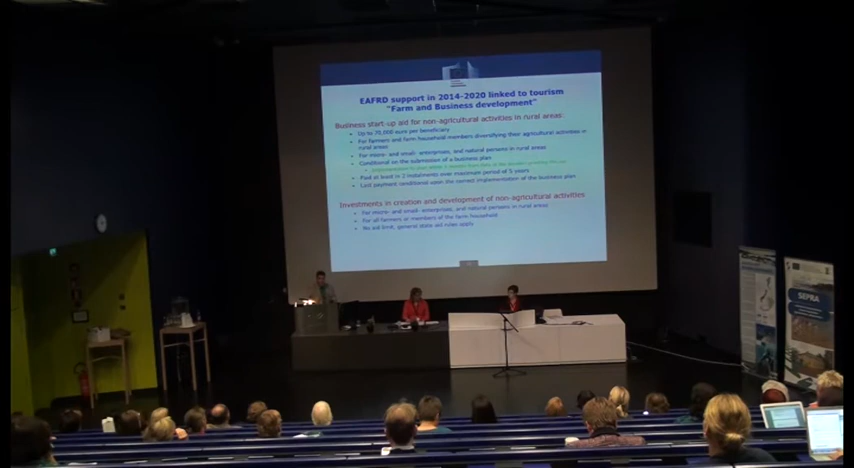 EAFRD support in 2014-2020 linked to tourism
"Farm and Business development"
Business start-up aid for non-agricultural activities in rural areas
• Up to 70,000 euro per beneficiary
• For farmers and farm household members diversifying their agricultural activities in
rural areas
• For micro- and small- enterprises, and natural persons in rural areas
• Conditional on the submission of a business plan
• Paid at least in 2 instalments over maximum period of 5 years
• Last payment conditional upon the correct implementation of the business plan
Investments in creation and development of non-agricultural activities
• For micro- and small- enterprises, and natural persons in rural areas
• For all farmers or members of the farm household
• No aid limit, general state aid rules apply
SEPRA